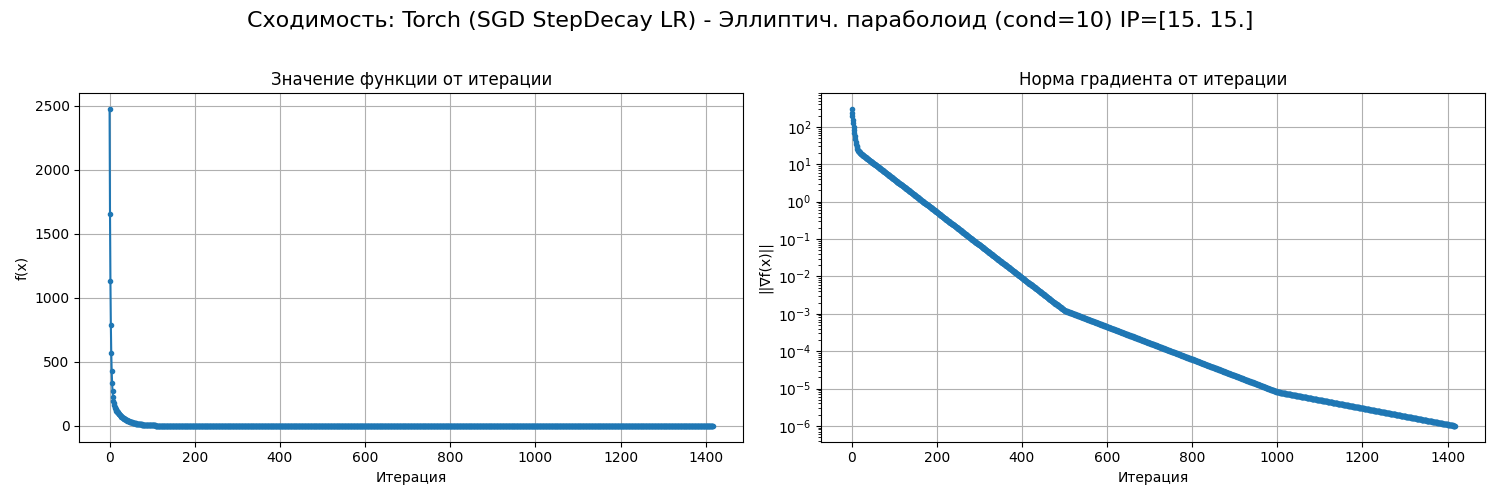 Сходимость: Torch (SGD StepDecay LR) - Эллиптич. параболоид (cond=10) IP=[15. 15.]
Значение функции от итерации
f(x)
2500
2000
1500
1000
500
0
0 200 400 600 800 1000 1200 1400
Итерация
Норма градиента от итерации
||∇f(x)||
10²
10¹
10⁰
10⁻¹
10⁻²
10⁻³
10⁻⁴
10⁻⁵
10⁻⁶
0 200 400 600 800 1000 1200 1400
Итерация